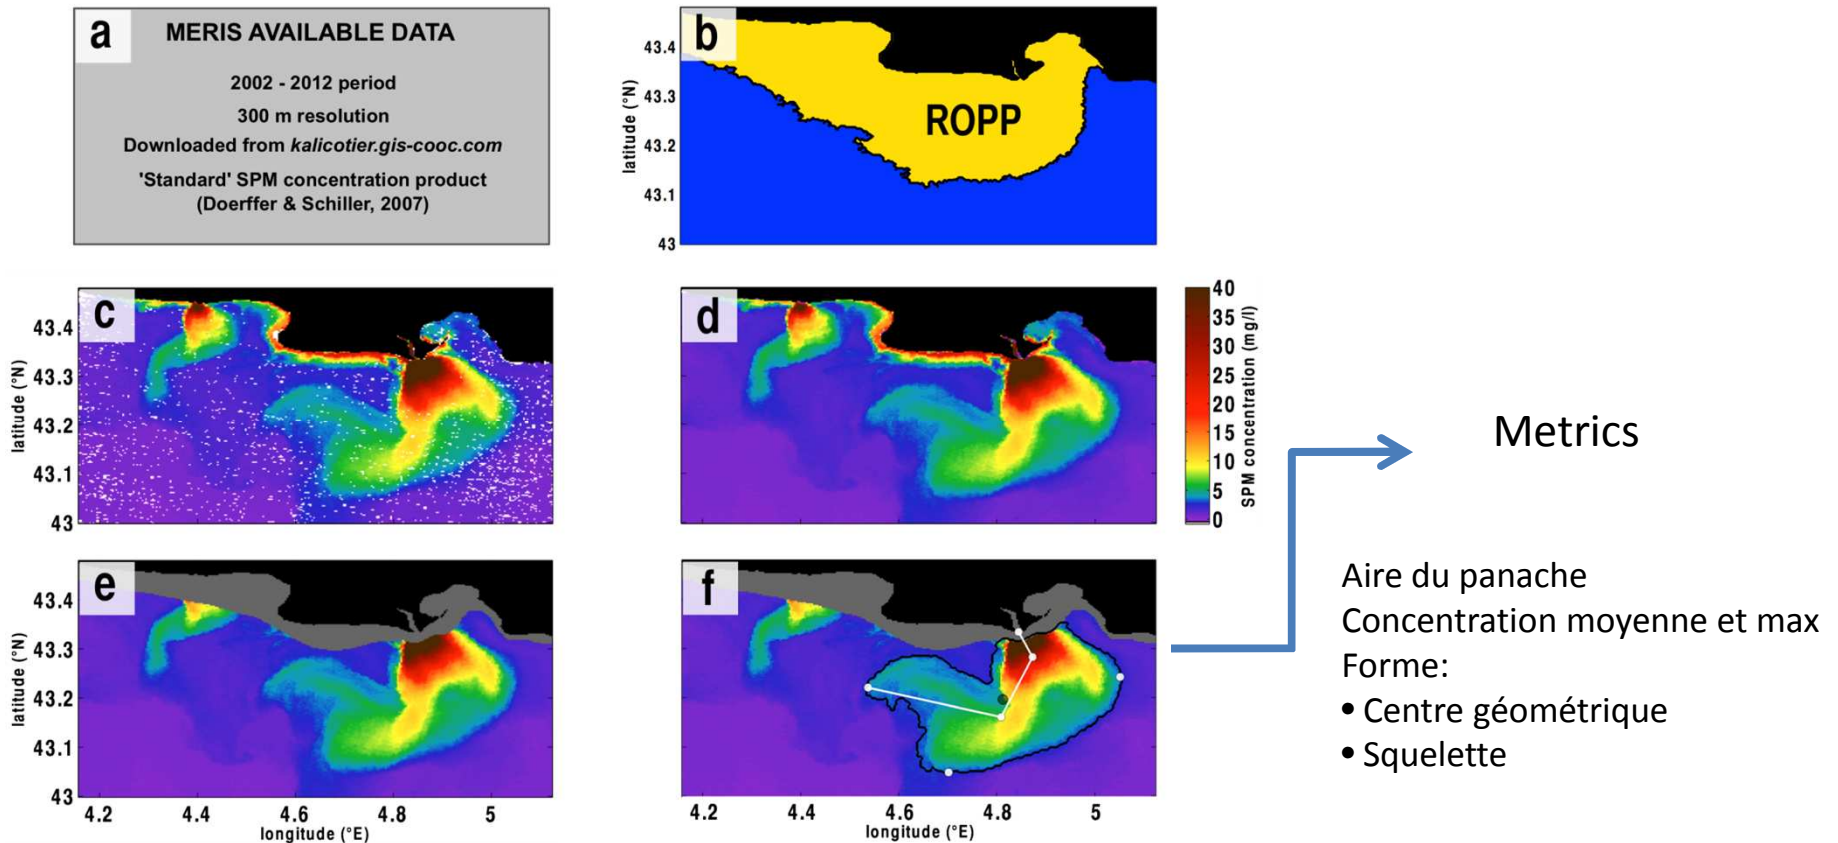 a
MERIS AVAILABLE DATA
2002 - 2012 period
300 m resolution
Downloaded from kalicotier.gis-cooc.com
'Standard' SPM concentration product
(Doerffer & Schiller, 2007)
b
ROPP
latitude (°N)
43.4
43.3
43.2
43.1
43
c
latitude (°N)
43.4
43.3
43.2
43.1
43
d
40
35
30
25
20
15
10
5
0
SPM concentration (mg/l)
e
latitude (°N)
43.4
43.3
43.2
43.1
43
4.2
4.4
4.6
4.8
5
longitude (°E)
f
4.2
4.4
4.6
4.8
5
longitude (°E)
Metrics
Aire du panache
Concentration moyenne et max
Forme:
• Centre géométrique
• Squelette